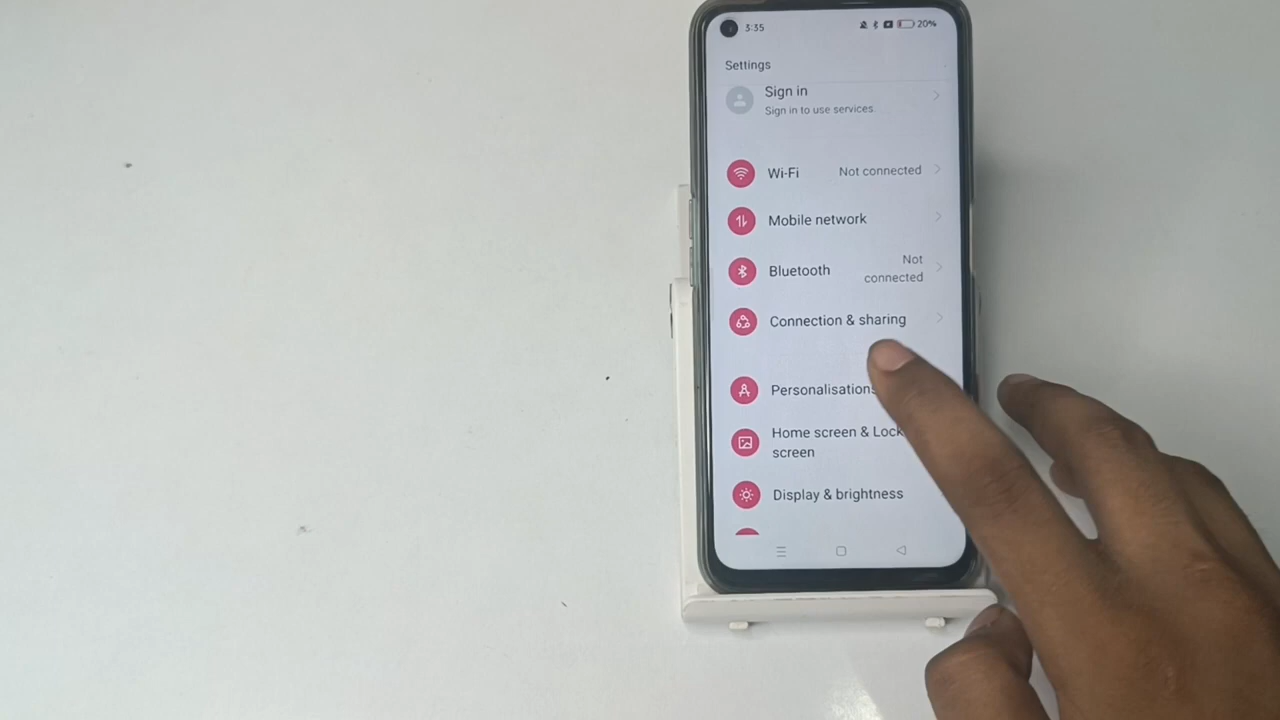 3:35
20%
Settings
Sign in
Sign in to use services
Wi-Fi Not connected
Mobile network
Bluetooth Not connected
Connection & sharing
Personalisations
Home screen & Lock screen
Display & brightness